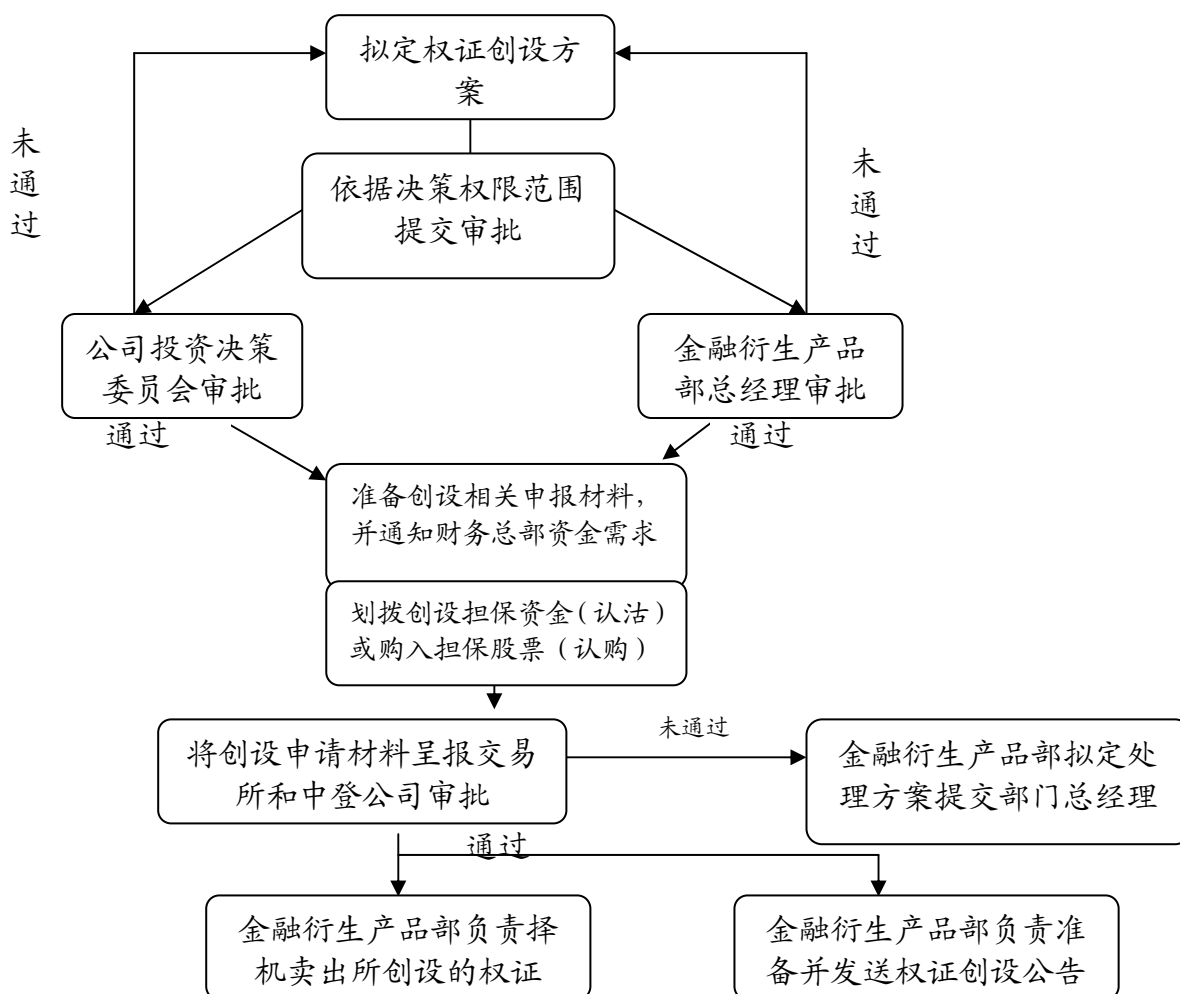 拟定权证创设方
案
未
通
过
未
通
过
依据决策权限范围
提交审批
公司投资决策
委员会审批
金融衍生产品
部总经理审批
通过
通过
准备创设相关申报材料，
并通知财务总部资金需求
划拨创设担保资金（认沽）
或购入担保股票（认购）
将创设申请材料呈报交易
所和中登公司审批
未通过
金融衍生产品部拟定处
理方案提交部门总经理
通过
金融衍生产品部负责择
机卖出所创设的权证
金融衍生产品部负责准
备并发送权证创设公告